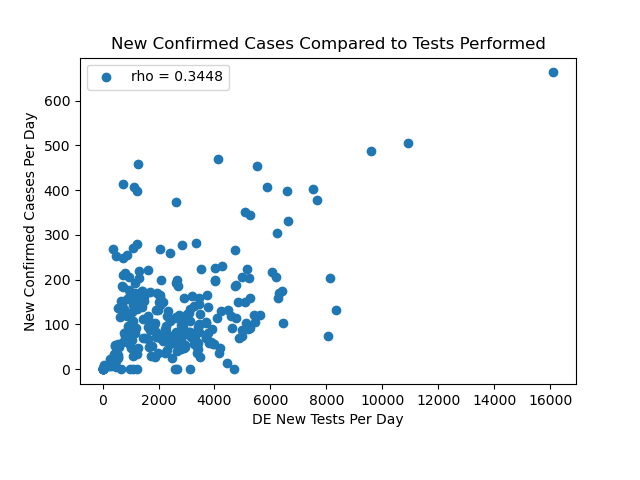 New Confirmed Cases Compared to Tests Performed
rho = 0.3448
New Confirmed Caeses Per Day
600
500
400
300
200
100
0
0 2000 4000 6000 8000 10000 12000 14000 16000
DE New Tests Per Day